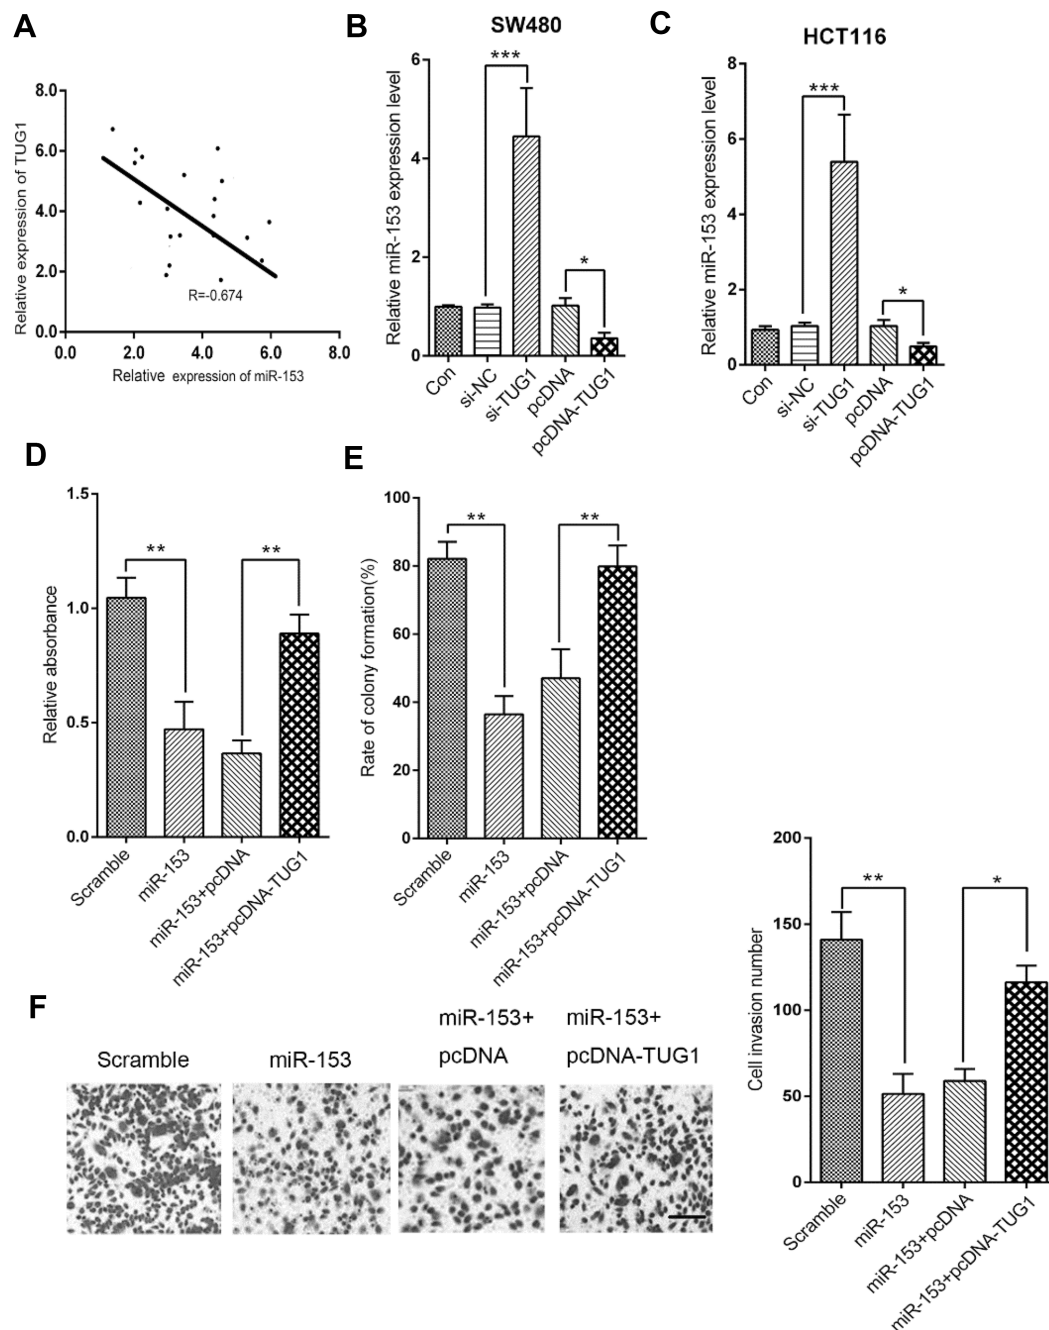 A
8.0
6.0
4.0
2.0
0.0
0.0 2.0 4.0 6.0 8.0
Relative expression of TUG1
Relative expression of miR-153
R=-0.674
B
SW480
Relative miR-153 expression level
6
4
2
0
***
*
Con
si-NC
si-TUG1
pcDNA
pcDNA-TUG1
C
HCT116
Relative miR-153 expression level
8
6
4
2
0
***
*
Con
si-NC
si-TUG1
pcDNA
pcDNA-TUG1
D
Relative absorbance
1.5
1.0
0.5
0.0
**
**
Scramble
miR-153
miR-153+pcDNA
miR-153+pcDNA-TUG1
E
Rate of colony formation(%)
100
80
60
40
20
0
**
**
Scramble
miR-153
miR-153+pcDNA
miR-153+pcDNA-TUG1
F
Scramble
miR-153
miR-153+
pcDNA
miR-153+
pcDNA-TUG1
Cell invasion number
200
150
100
50
0
**
*
Scramble
miR-153
miR-153+pcDNA
miR-153+pcDNA-TUG1